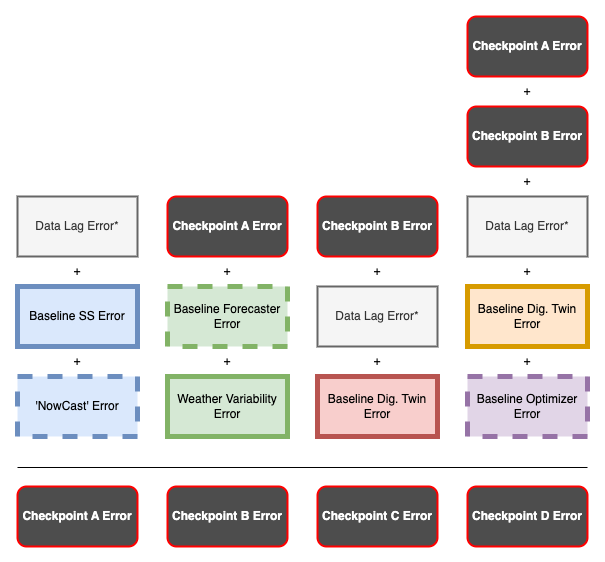 Checkpoint A Error
+
Checkpoint B Error
+
Data Lag Error*
Checkpoint A Error
Checkpoint B Error
Data Lag Error*
+
+
+
+
Baseline SS Error
Baseline Forecaster
Error
Data Lag Error*
Baseline Dig. Twin
Error
+
+
+
+
'NowCast' Error
Weather Variability
Error
Baseline Dig. Twin
Error
Baseline Optimizer
Error
Checkpoint A Error
Checkpoint B Error
Checkpoint C Error
Checkpoint D Error